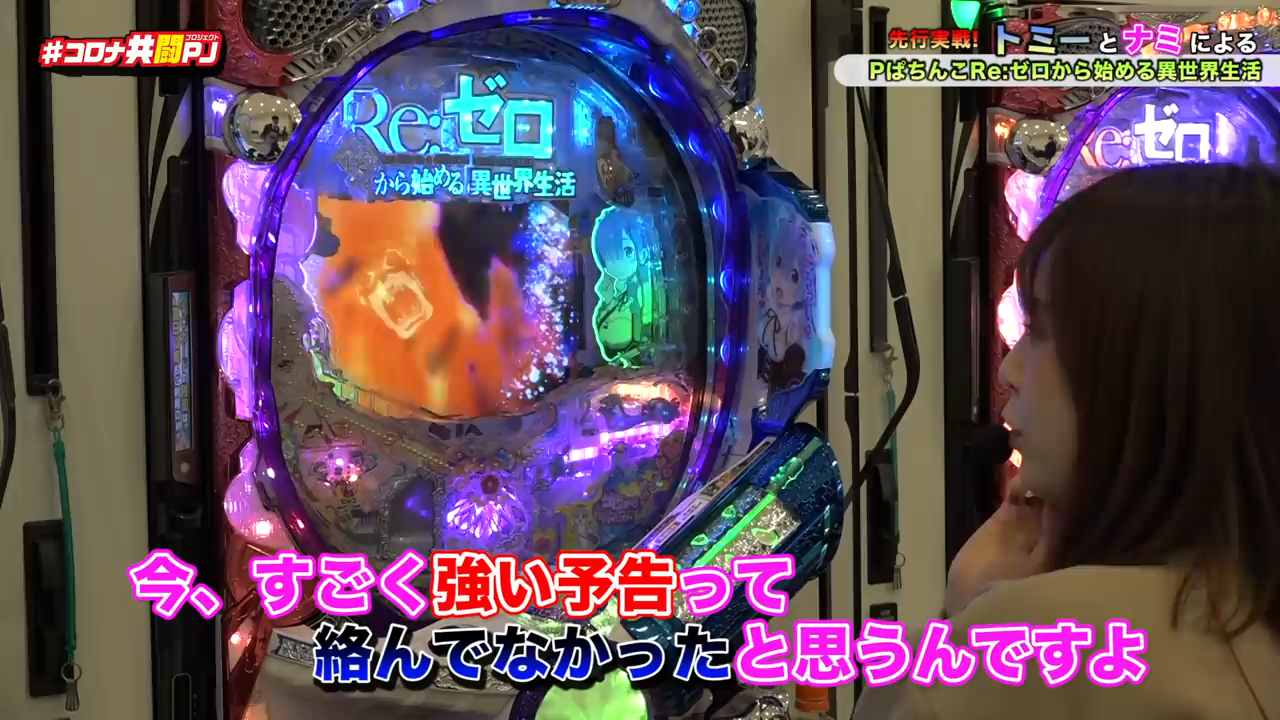 #コロナ共闘PJ
プロジェクト
先行実戦! トミーとナミによる
PぱちんこRe:ゼロから始める異世界生活
Re:ゼロ
から始める異世界生活
Re:ゼロ
今、すごく強い予告って
絡んでなかったと思うんですよ